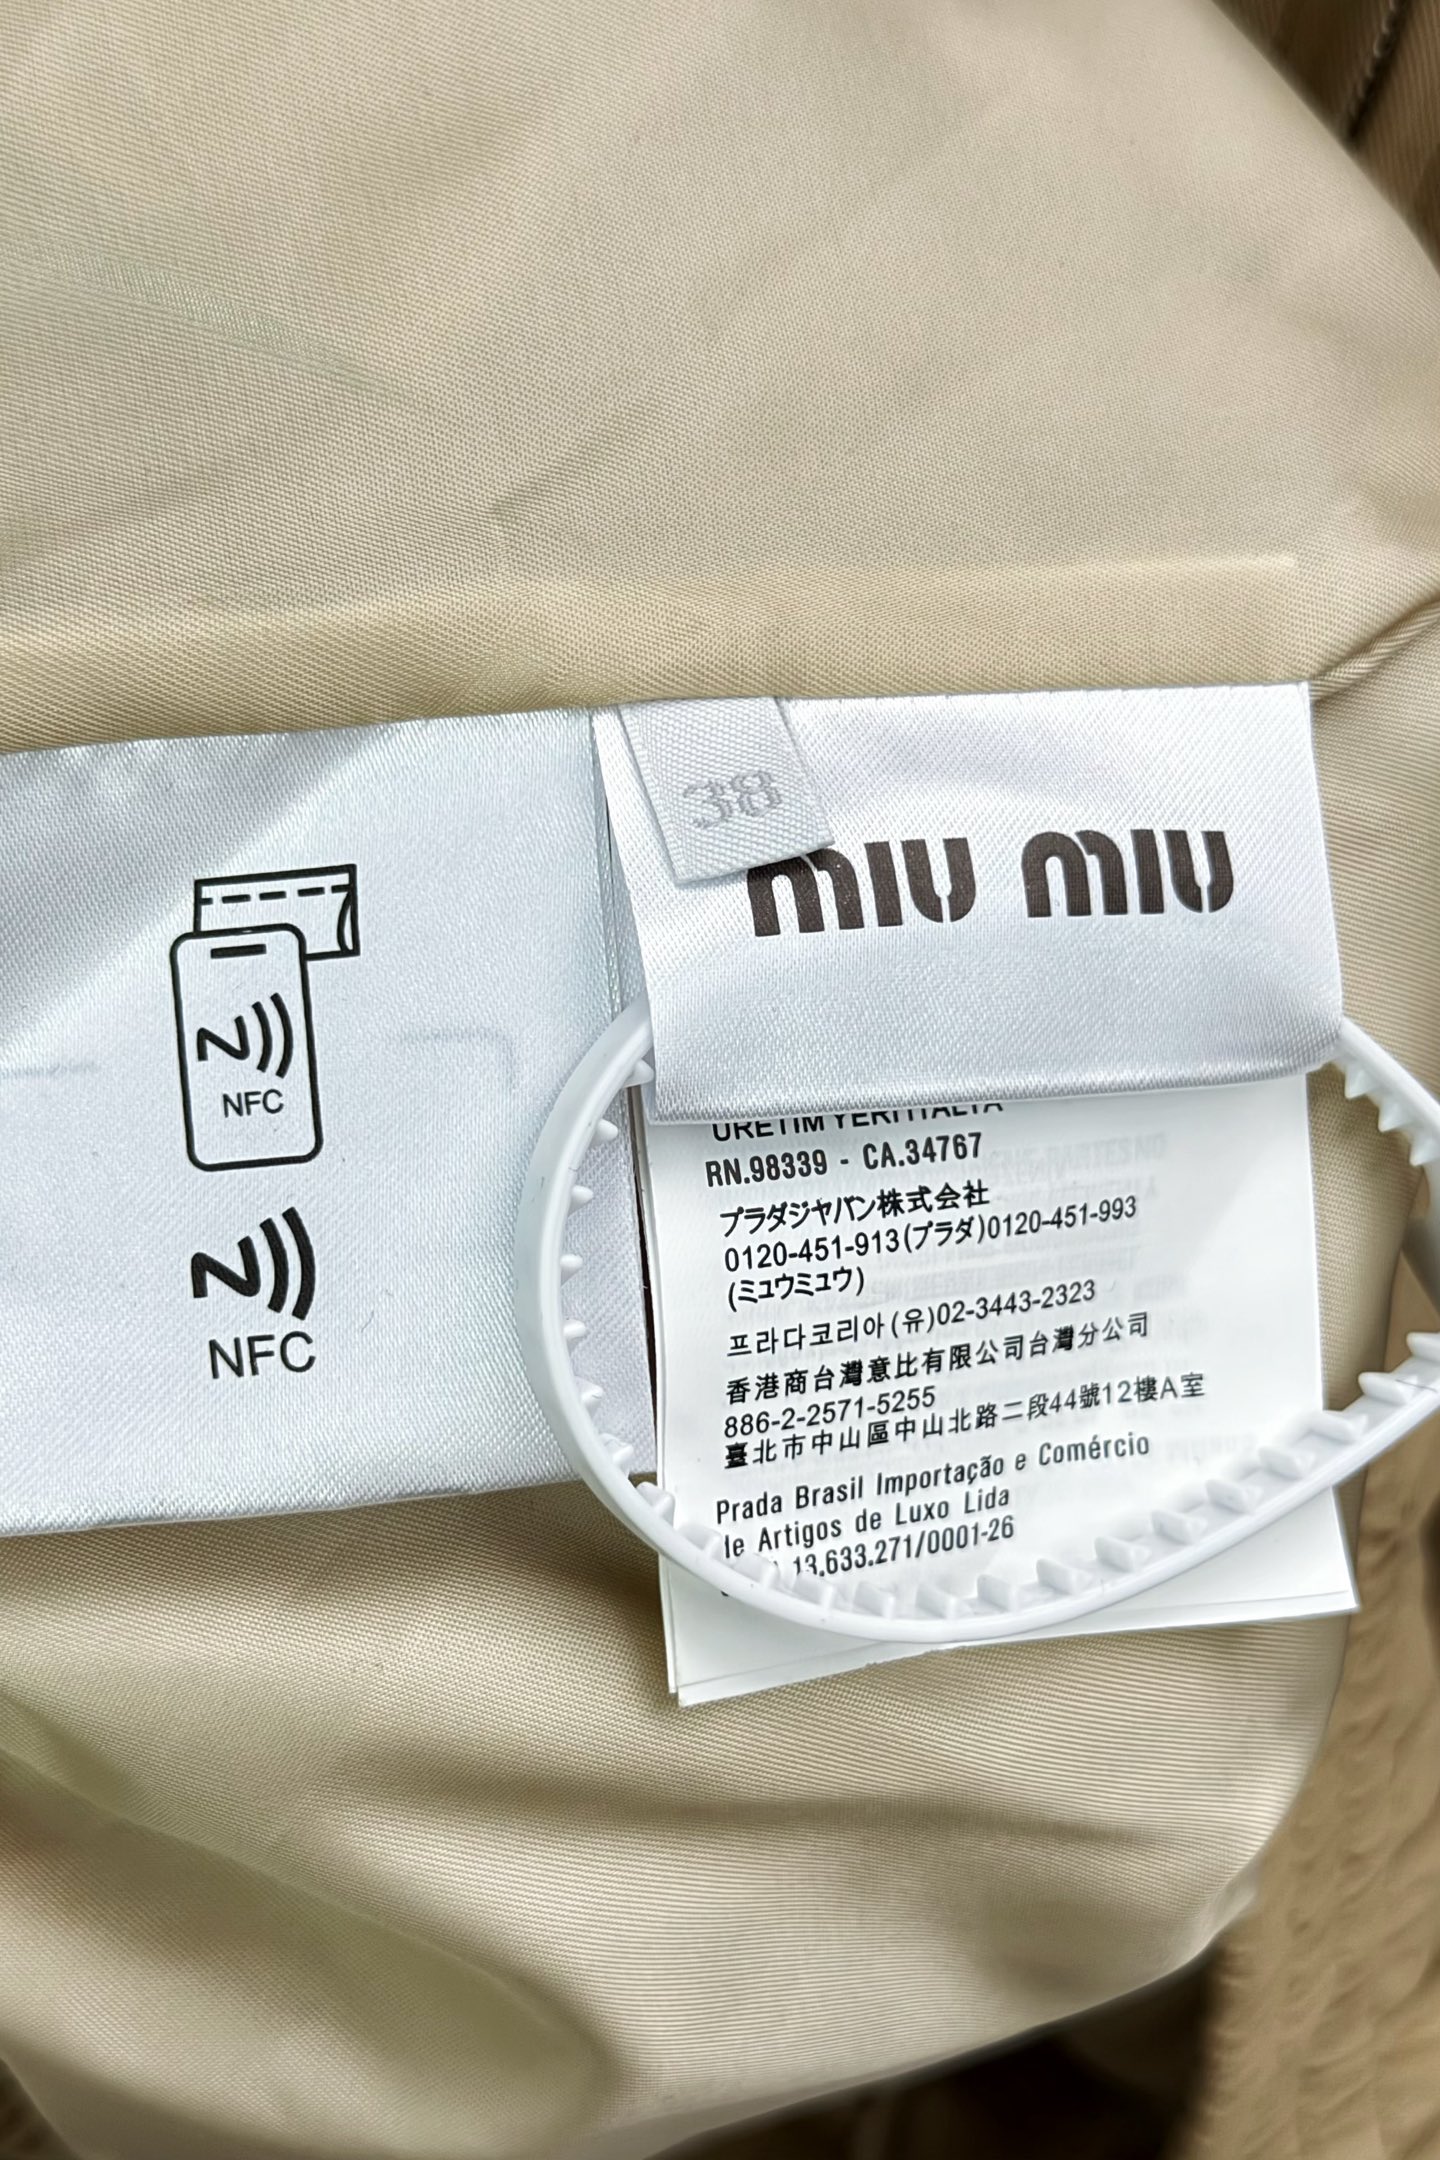 38
MIU MIU
NFC
NFC
ÜRETİM YERİ İTALYA
RN.98339 - CA.34767
プラダジヤパン株式会社
0120-451-913(プラダ)0120-451-993
(ミュウミュウ)
프라다코리아(유)02-3443-2323
香港商台灣意比有限公司台灣分公司
886-2-2571-5255
臺北市中山區中山北路二段44號12樓A室
Prada Brasil Importação e Comércio
de Artigos de Luxo Lida
13.633.271/0001-26